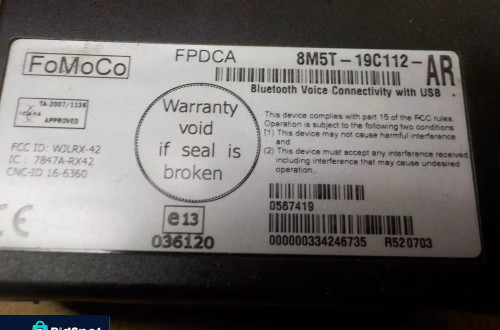 FoMoCo
FPDCA
8M5T-19C112-AR
Bluetooth Voice Connectivity with USB
TA-2007/1134
APPROVED
FCC ID: WJLRX-42
IC : 7847A-RX42
CNC-ID 16-6360
Warranty
void
if seal is
broken
This device complies with part 15 of the FCC rules
Operation is subject to the following two conditions
(1) This device may not cause harmful interference
and
(2) This device must accept any interference received,
including interference that may cause undesired
operation.
CE
e13
036120
0567419
000000334246735 R520703
BidSpot